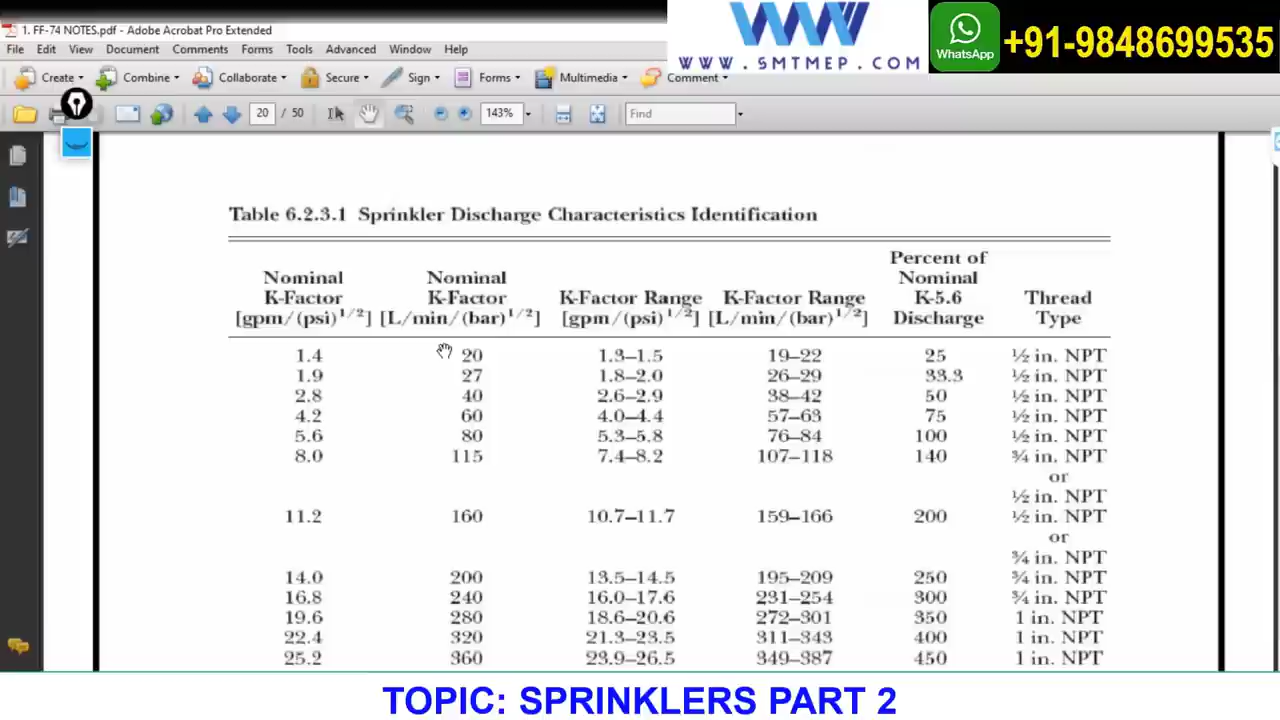 1. FF-74 NOTES.pdf - Adobe Acrobat Pro Extended
WWW
WWW.SMTMEP.COM
WhatsApp
+91-9848699535
File Edit View Document Comments Forms Tools Advanced Window Help
Create Combine Collaborate Secure Sign Forms Multimedia Comment
20 / 50 143% Find
Table 6.2.3.1 Sprinkler Discharge Characteristics Identification
Nominal K-Factor [gpm/(psi)1/2] Nominal K-Factor [L/min/(bar)1/2] K-Factor Range [gpm/(psi)1/2] K-Factor Range [L/min/(bar)1/2] Percent of Nominal K-5.6 Discharge Thread Type
1.4 20 1.3–1.5 19–22 25 ½ in. NPT
1.9 27 1.8–2.0 26–29 33.3 ½ in. NPT
2.8 40 2.6–2.9 38–42 50 ½ in. NPT
4.2 60 4.0–4.4 57–63 75 ½ in. NPT
5.6 80 5.3–5.8 76–84 100 ½ in. NPT
8.0 115 7.4–8.2 107–118 140 ¾ in. NPT
or
½ in. NPT
11.2 160 10.7–11.7 159–166 200 ½ in. NPT
or
¾ in. NPT
14.0 200 13.5–14.5 195–209 250 ¾ in. NPT
16.8 240 16.0–17.6 231–254 300 ¾ in. NPT
19.6 280 18.6–20.6 272–301 350 1 in. NPT
22.4 320 21.3–23.5 311–343 400 1 in. NPT
25.2 360 23.9–26.5 349–387 450 1 in. NPT
TOPIC: SPRINKLERS PART 2